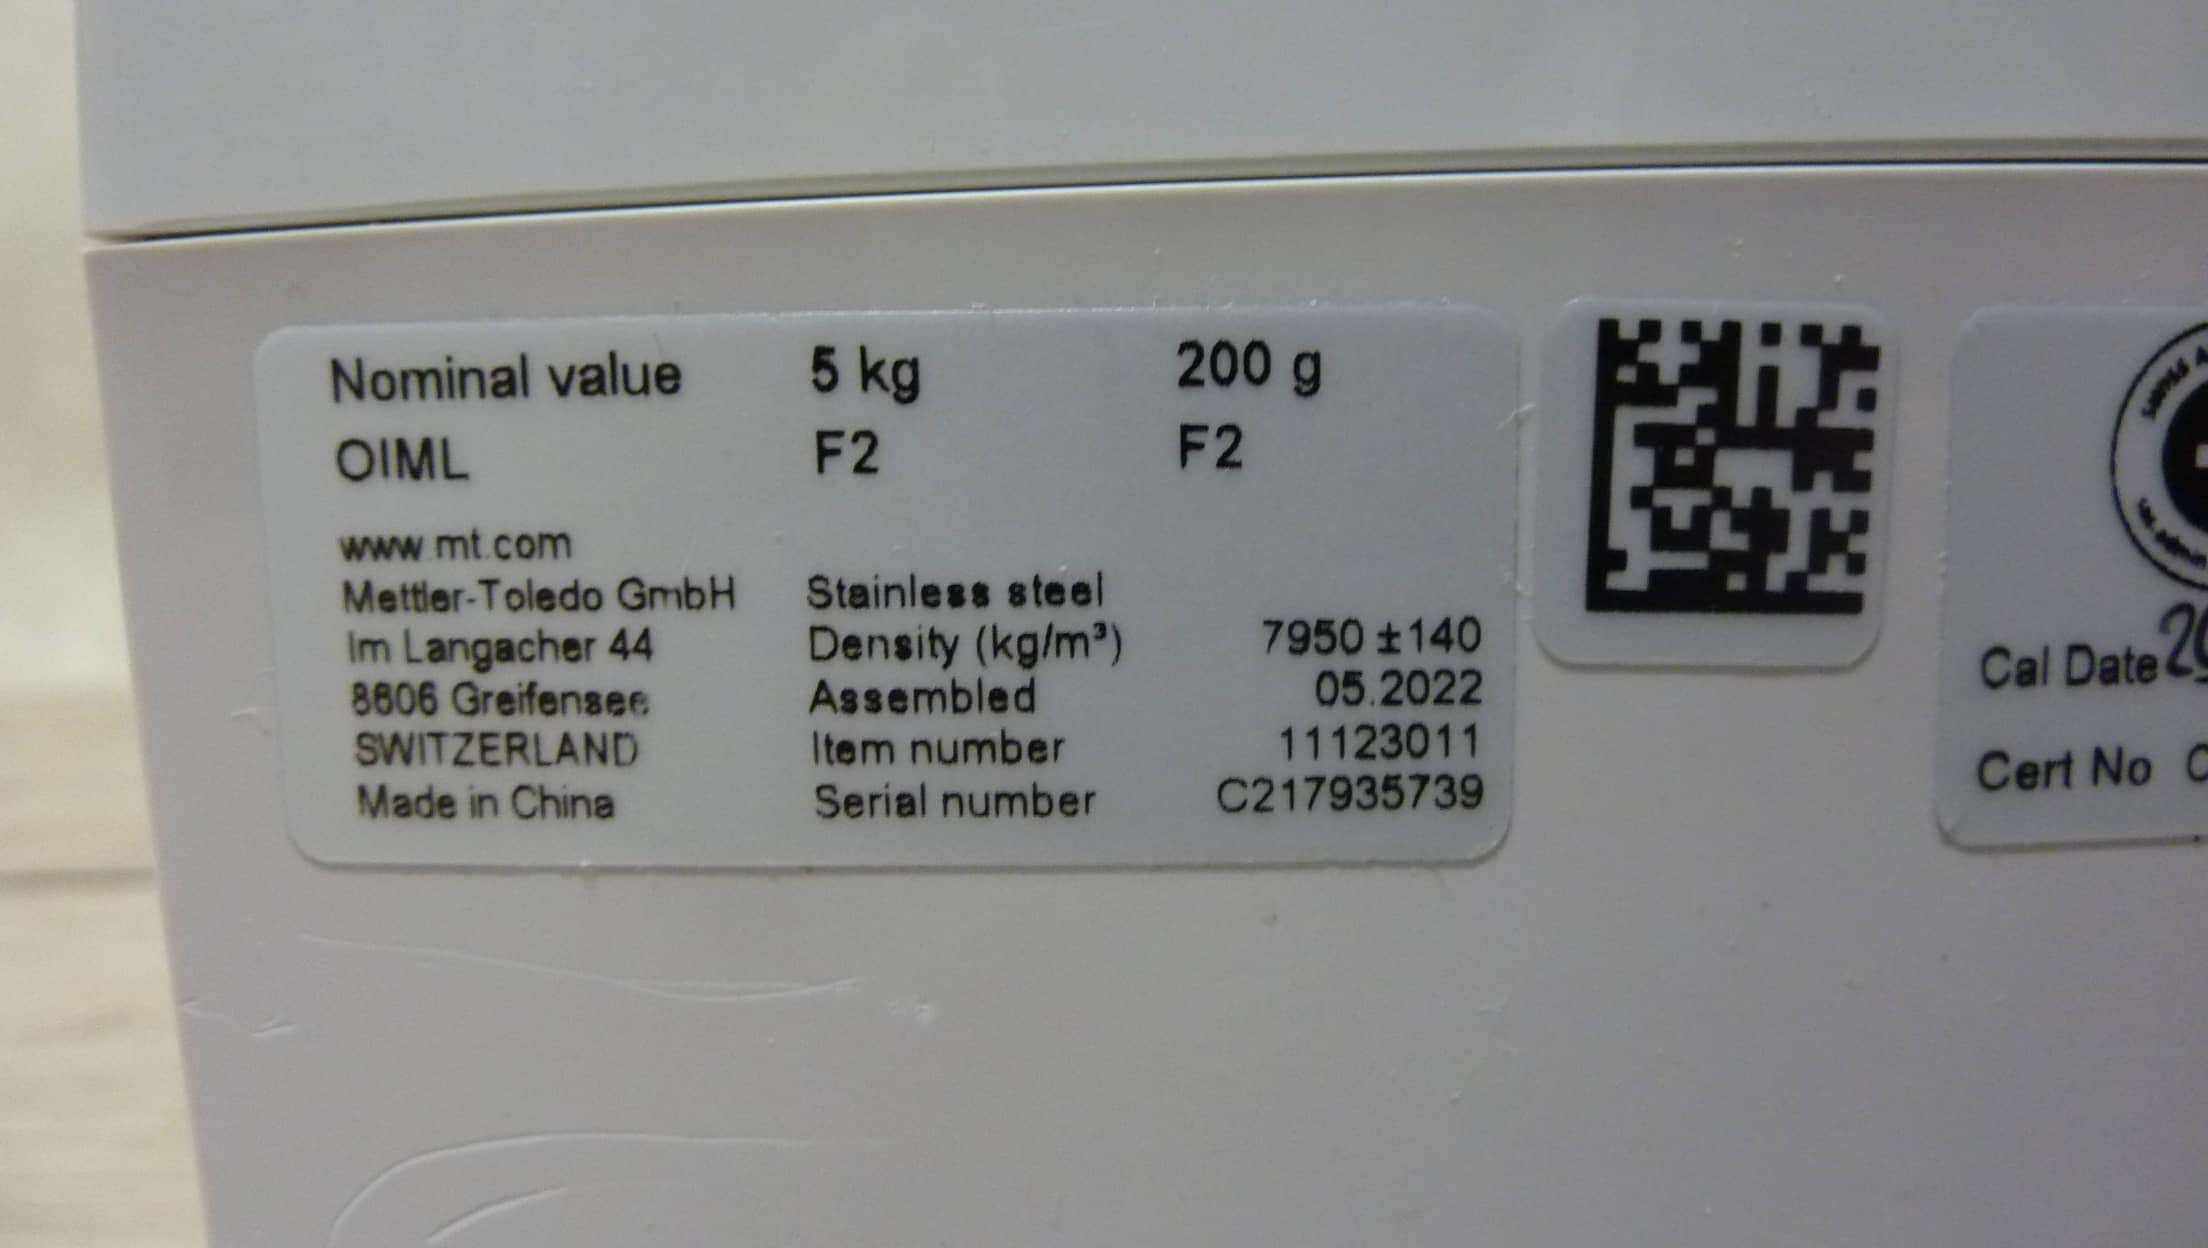 Nominal value 5 kg 200 g
OIML F2 F2
www.mt.com
Mettler-Toledo GmbH
Im Langacher 44
8606 Greifensee
SWITZERLAND
Made in China
Stainless steel
Density (kg/m³) 7950 ±140
Assembled 05.2022
Item number 11123011
Serial number C217935739
Cal Date
Cert No